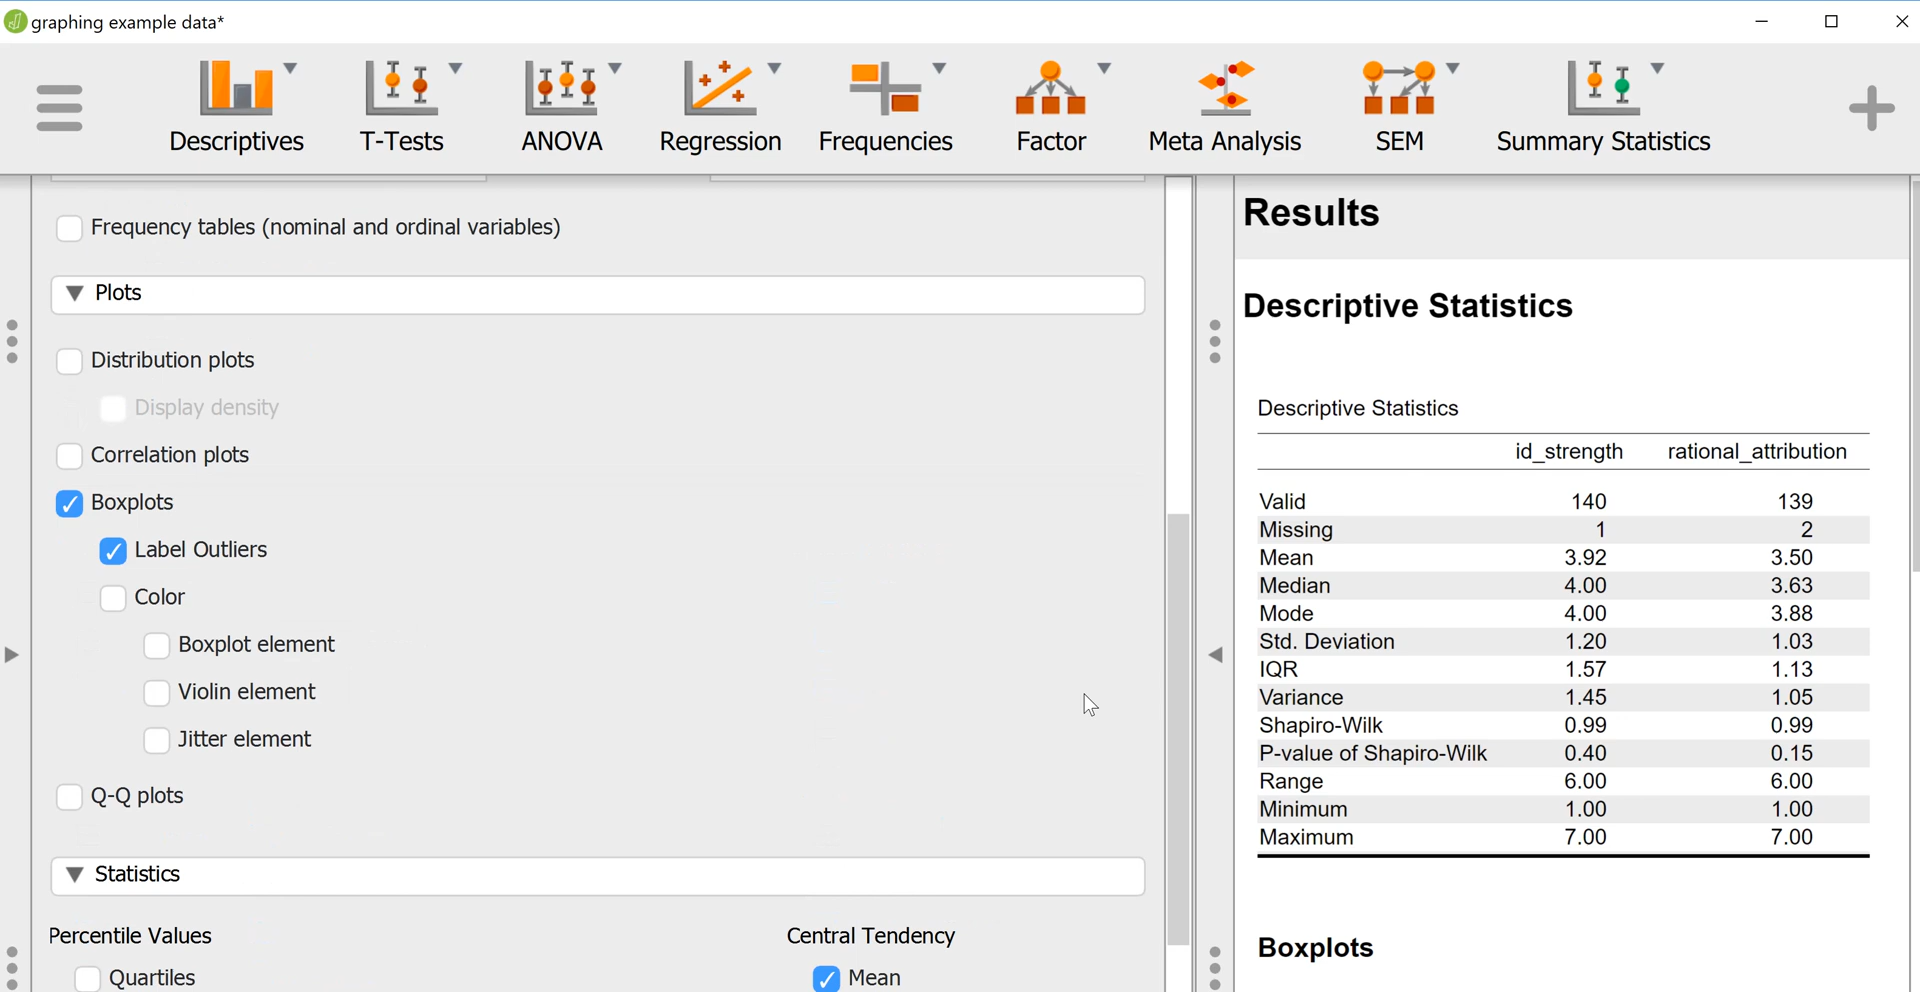 graphing example data*
Descriptives T-Tests ANOVA Regression Frequencies Factor Meta Analysis SEM Summary Statistics
Frequency tables (nominal and ordinal variables)
Plots
Distribution plots
Display density
Correlation plots
Boxplots
Label Outliers
Color
Boxplot element
Violin element
Jitter element
Q-Q plots
Statistics
Percentile Values
Central Tendency
Quartiles
Mean
Results
Descriptive Statistics
Descriptive Statistics
id_strength rational_attribution
Valid 140 139
Missing 1 2
Mean 3.92 3.50
Median 4.00 3.63
Mode 4.00 3.88
Std. Deviation 1.20 1.03
IQR 1.57 1.13
Variance 1.45 1.05
Shapiro-Wilk 0.99 0.99
P-value of Shapiro-Wilk 0.40 0.15
Range 6.00 6.00
Minimum 1.00 1.00
Maximum 7.00 7.00
Boxplots